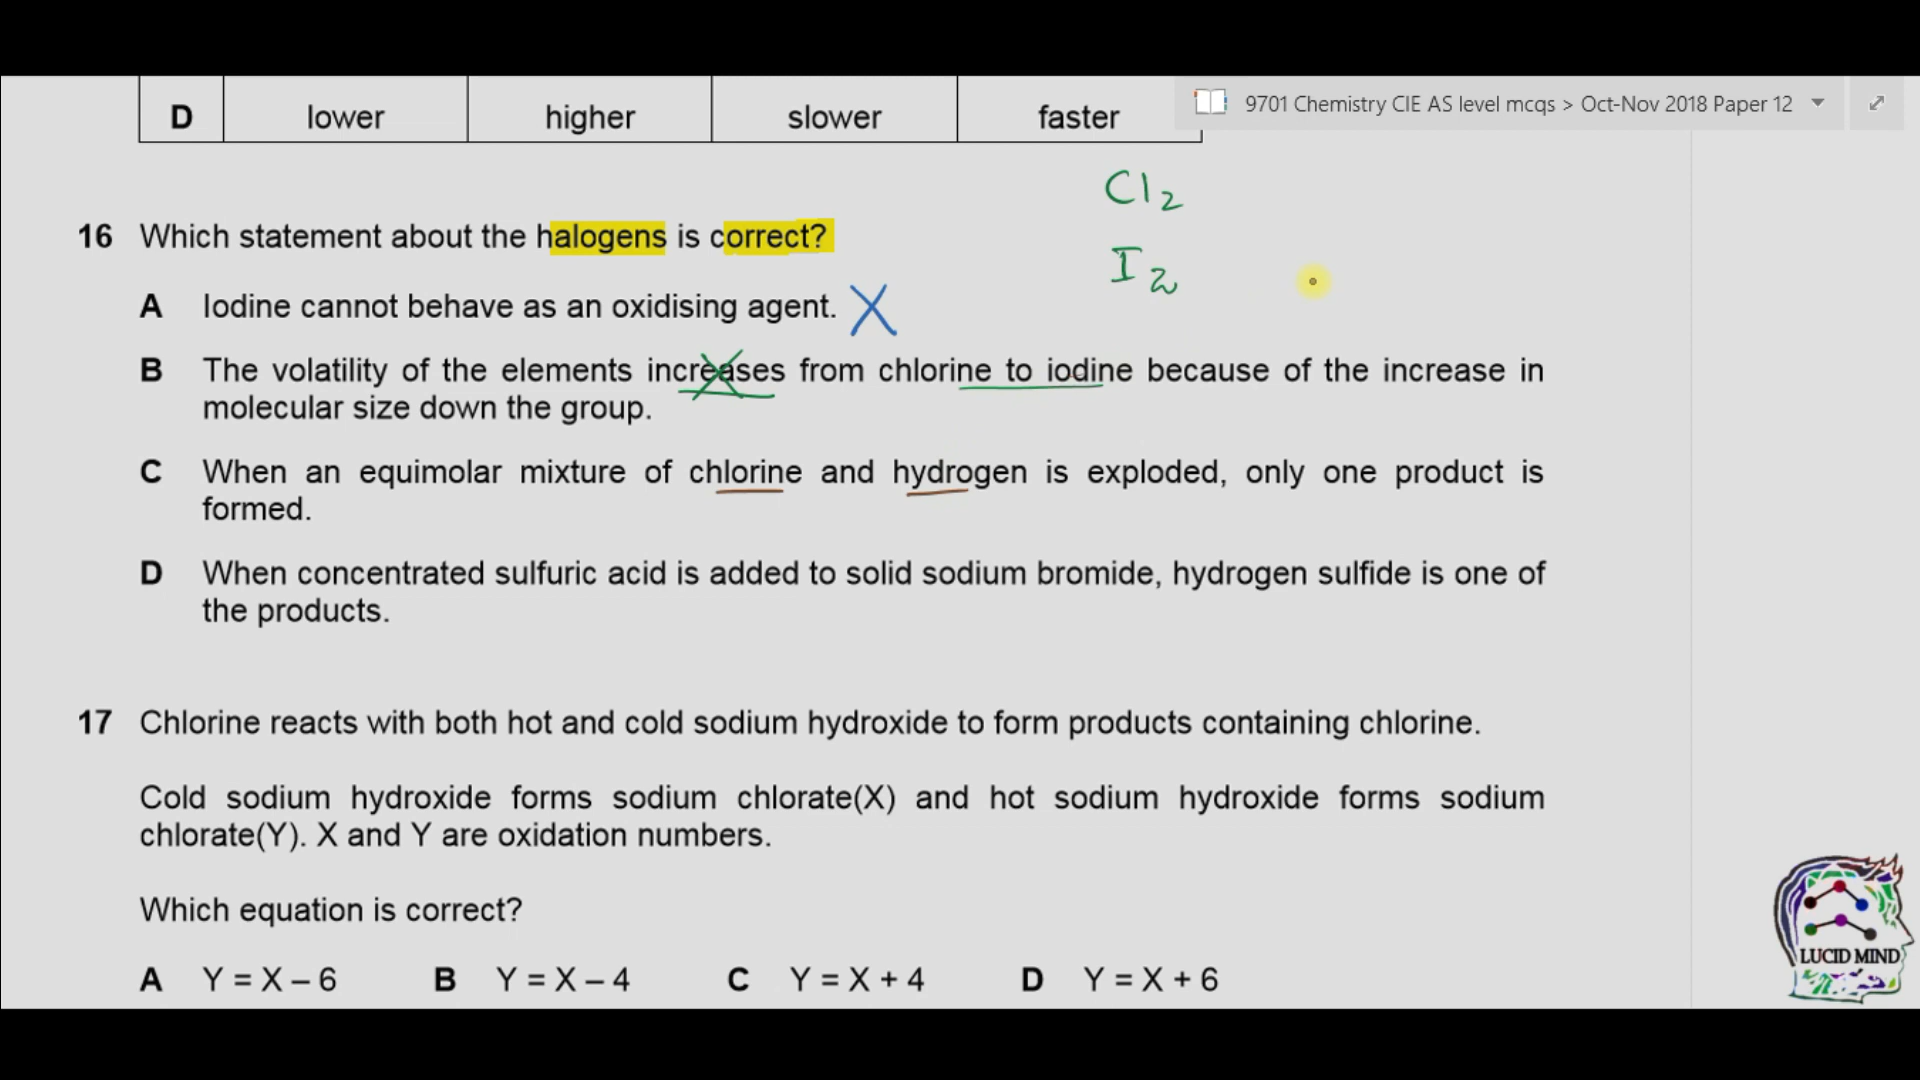 D lower higher slower faster
9701 Chemistry CIE AS level mcqs > Oct-Nov 2018 Paper 12
Cl2
16 Which statement about the halogens is correct?
I2
A Iodine cannot behave as an oxidising agent. X
B The volatility of the elements increases from chlorine to iodine because of the increase in
molecular size down the group.
C When an equimolar mixture of chlorine and hydrogen is exploded, only one product is
formed.
D When concentrated sulfuric acid is added to solid sodium bromide, hydrogen sulfide is one of
the products.
17 Chlorine reacts with both hot and cold sodium hydroxide to form products containing chlorine.
Cold sodium hydroxide forms sodium chlorate(X) and hot sodium hydroxide forms sodium
chlorate(Y). X and Y are oxidation numbers.
Which equation is correct?
A Y = X – 6 B Y = X – 4 C Y = X + 4 D Y = X + 6
LUCID MIND